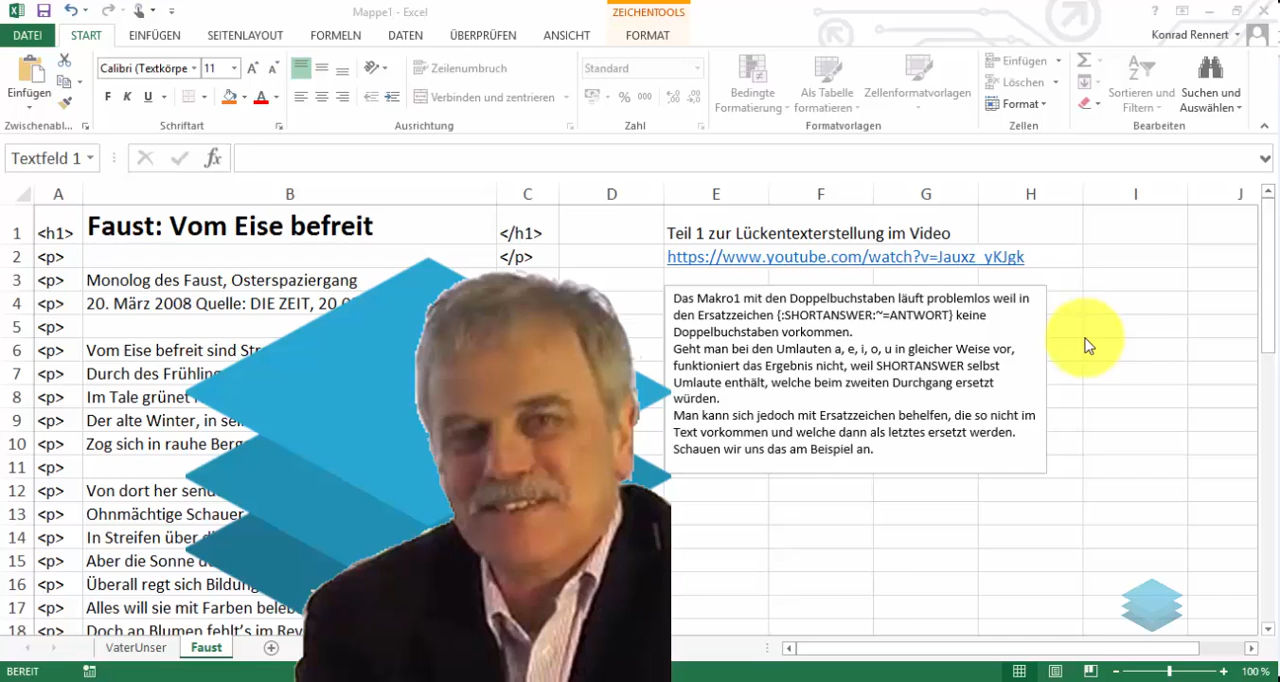 Mappe1 - Excel
ZEICHENTOOLS
DATEI START EINFÜGEN SEITENLAYOUT FORMELN DATEN ÜBERPRÜFEN ANSICHT FORMAT
Konrad Rennert
Einfügen
Calibri (Textkörpe 11
F K U
Zeilenumbruch
Verbinden und zentrieren
Standard
% 000
Bedingte Formatierung
Als Tabelle formatieren
Zellenformatvorlagen
Einfügen
Löschen
Format
Sortieren und Filtern
Suchen und Auswählen
Zwischenabl... Schriftart Ausrichtung Zahl Formatvorlagen Zellen Bearbeiten
Textfeld 1 fx
A B C D E F G H I J
1 <h1> Faust: Vom Eise befreit </h1> Teil 1 zur Lückentexterstellung im Video
2 <p> </p> https://www.youtube.com/watch?v=Jauxz_yKJgk
3 <p> Monolog des Faust, Osterspaziergang
4 <p> 20. März 2008 Quelle: DIE ZEIT,
5 <p>
6 <p> Vom Eise befreit sind
7 <p> Durch des Frühling
8 <p> Im Tale grünet
9 <p> Der alte Winter, in
10 <p> Zog sich in rauhe
11 <p>
12 <p> Von dort her
13 <p> Ohnmächtige Schauer
14 <p> In Streifen über
15 <p> Aber die Sonne
16 <p> Überall regt sich Bildung
17 <p> Alles will sie mit Farben
18 <p> Doch an Blumen fehlt's im
Das Makro1 mit den Doppelbuchstaben läuft problemlos weil in
den Ersatzzeichen {:SHORTANSWER:~=ANTWORT} keine
Doppelbuchstaben vorkommen.
Geht man bei den Umlauten a, e, i, o, u in gleicher Weise vor,
funktioniert das Ergebnis nicht, weil SHORTANSWER selbst
Umlaute enthält, welche beim zweiten Durchgang ersetzt
würden.
Man kann sich jedoch mit Ersatzzeichen behelfen, die so nicht im
Text vorkommen und welche dann als letztes ersetzt werden.
Schauen wir uns das am Beispiel an.
VaterUnser Faust
BEREIT
100 %